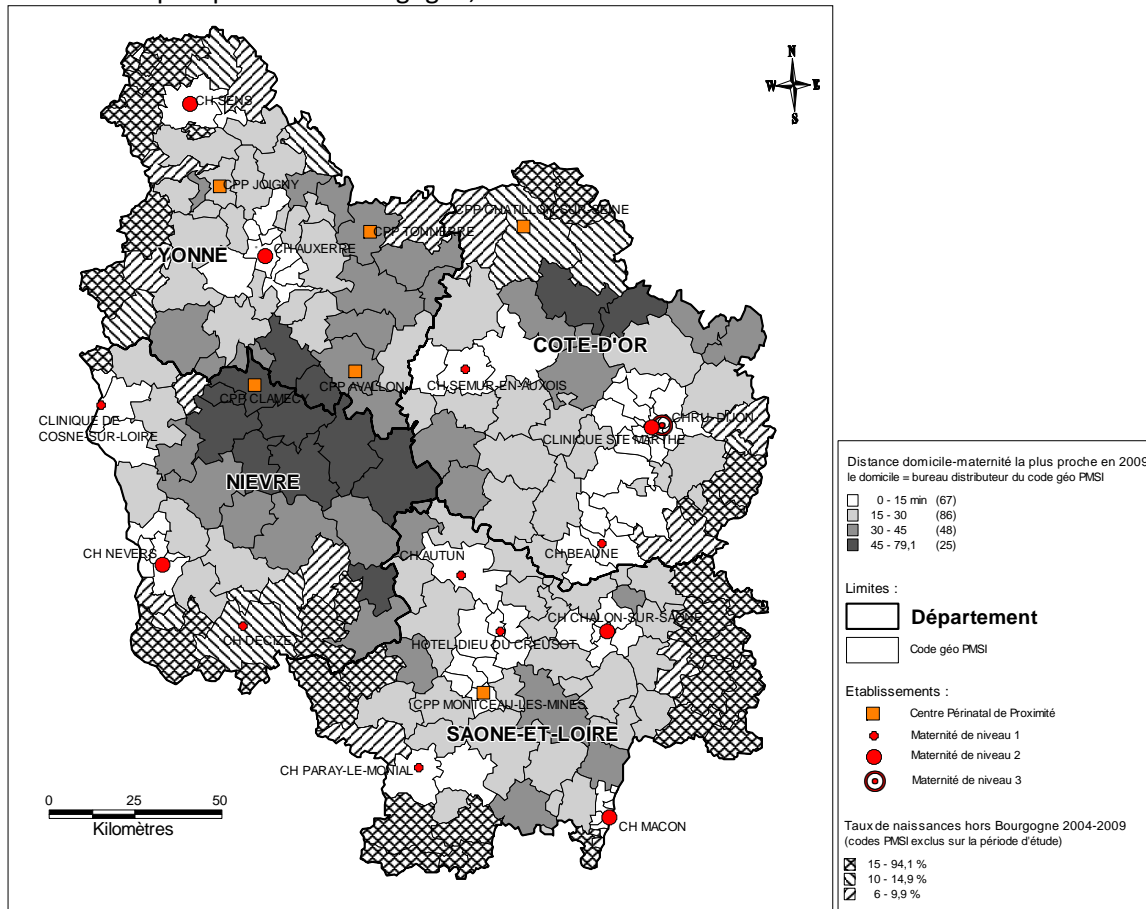 N
W E
S
CH SENS
CPP JOIGNY
CPP CHATILLON-SUR-SEINE
CPP TONNERRE
YONNE
CH AUXERRE
COTE-D'OR
CH SEMUR-EN-AUXOIS
CPP AVALLON
CPP CLAMECY
CLINIQUE DE
COSNE-SUR-LOIRE
CHRU DIJON
CLINIQUE STE MARTHE
NIEVRE
CH NEVERS
CH AUTUN
CH BEAUNE
CH DECIZE
CH CHALON-SUR-SAONE
HOTEL-DIEU DU CREUSOT
CPP MONTCEAU-LES-MINES
SAONE-ET-LOIRE
CH PARAY-LE-MONIAL
CH MACON
0 25 50
Kilomètres
Distance domicile-maternité la plus proche en 2009
le domicile = bureau distributeur du code géo PMSI
0 - 15 min (67)
15 - 30 (86)
30 - 45 (48)
45 - 79,1 (25)
Limites :
Département
Code géo PMSI
Etablissements :
Centre Périnatal de Proximité
Maternité de niveau 1
Maternité de niveau 2
Maternité de niveau 3
Taux de naissances hors Bourgogne 2004-2009
(codes PMSI exclus sur la période d'étude)
15 - 94,1 %
10 - 14,9 %
6 - 9,9 %